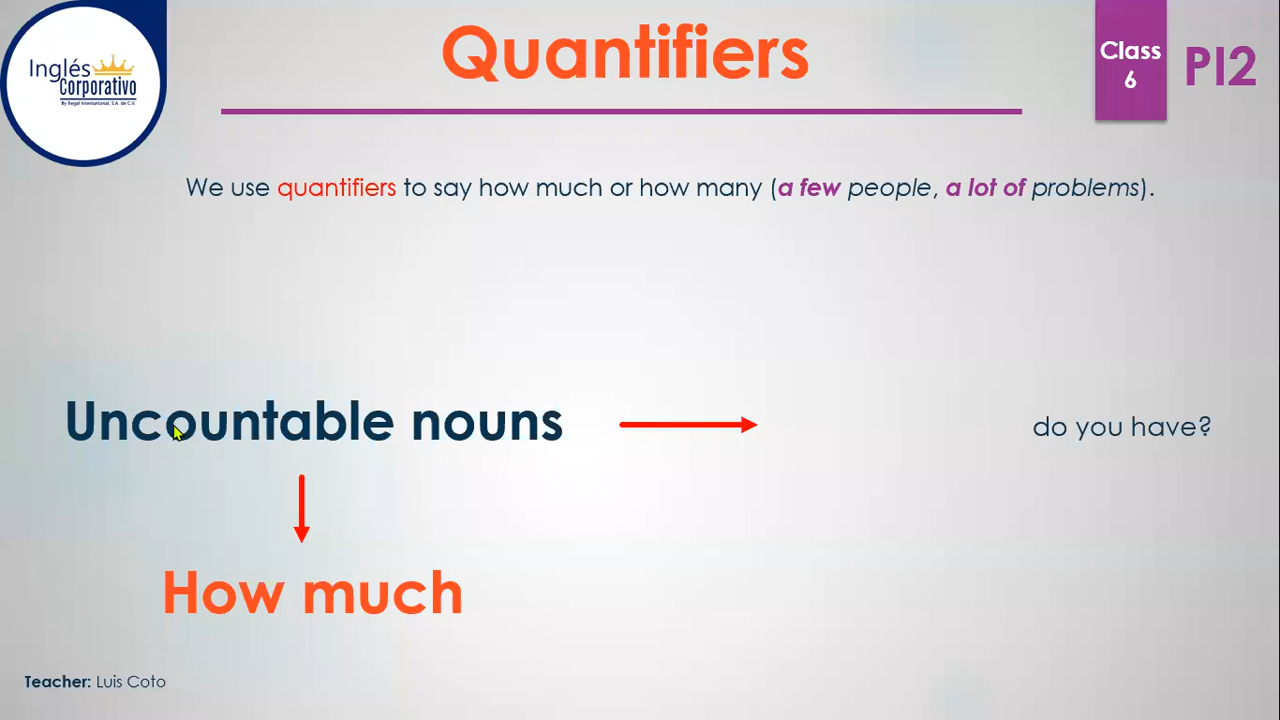 Inglés
Corporativo
By Regal International, S.A. de C.V.
Quantifiers
Class
6
PI2
We use quantifiers to say how much or how many (a few people, a lot of problems).
Uncountable nouns
do you have?
How much
Teacher: Luis Coto